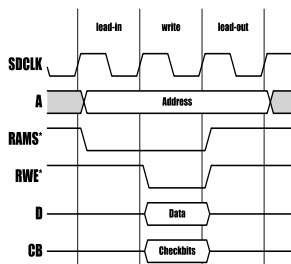 lead-in write lead-out
SDCLK
A Address
RAMS*
RWE*
D Data
CB Checkbits